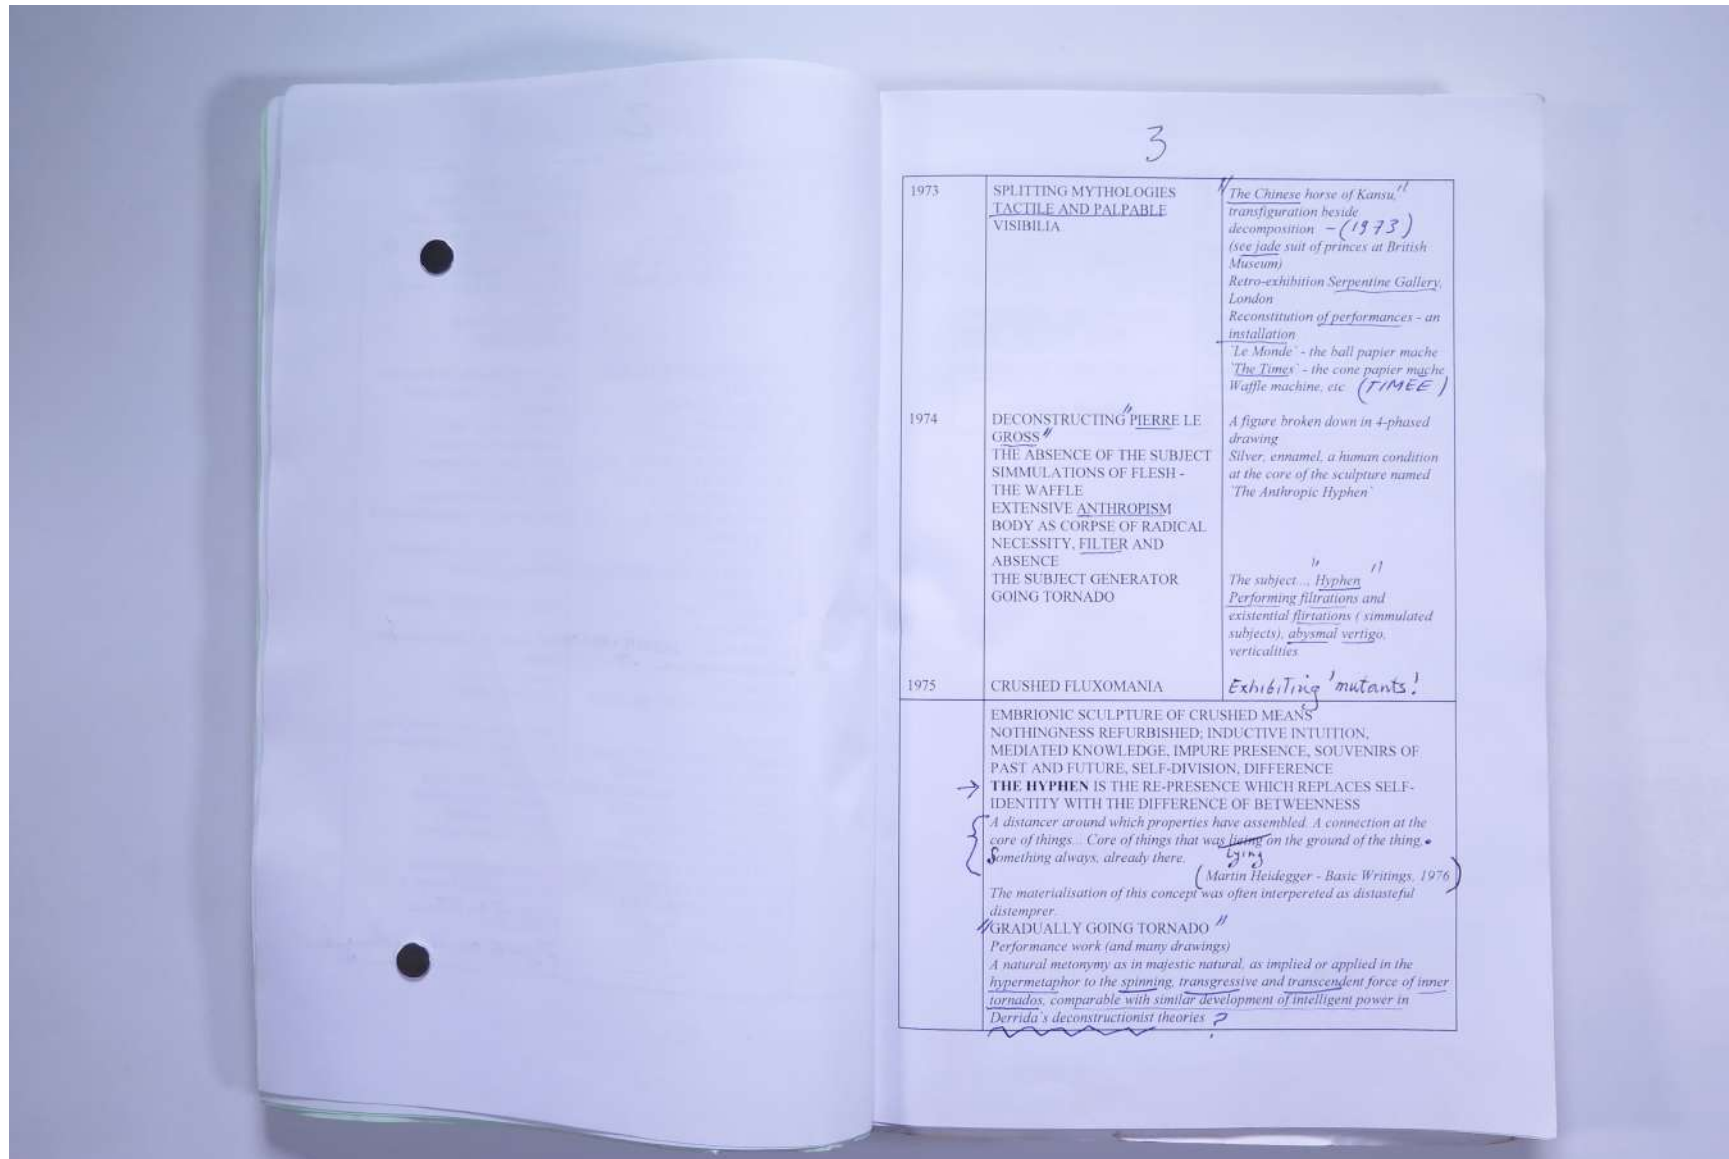 3
1973
SPLITTING MYTHOLOGIES
TACTILE AND PALPABLE
VISIBILIA
"The Chinese horse of Kansu,"
transfiguration beside
decomposition – (1973)
(see jade suit of princes at British
Museum)
Retro-exhibition Serpentine Gallery,
London
Reconstitution of performances - an
installation
`Le Monde` - the ball papier mache
`The Times` - the cone papier mache
Waffle machine, etc (TIMEE)
1974
DECONSTRUCTING "PIERRE LE
GROSS"
THE ABSENCE OF THE SUBJECT
SIMMULATIONS OF FLESH -
THE WAFFLE
EXTENSIVE ANTHROPISM
BODY AS CORPSE OF RADICAL
NECESSITY, FILTER AND
ABSENCE
THE SUBJECT GENERATOR
GOING TORNADO
A figure broken down in 4-phased
drawing
Silver, ennamel, a human condition
at the core of the sculpture named
`The Anthropic Hyphen`
The subject..., "Hyphen"
Performing filtrations and
existential flirtations ( simmulated
subjects), abysmal vertigo,
verticalities
1975
CRUSHED FLUXOMANIA
Exhibiting 'mutants!
EMBRIONIC SCULPTURE OF CRUSHED MEANS
NOTHINGNESS REFURBISHED; INDUCTIVE INTUITION,
MEDIATED KNOWLEDGE, IMPURE PRESENCE, SOUVENIRS OF
PAST AND FUTURE, SELF-DIVISION, DIFFERENCE
→ THE HYPHEN IS THE RE-PRESENCE WHICH REPLACES SELF-
IDENTITY WITH THE DIFFERENCE OF BETWEENNESS
A distancer around which properties have assembled. A connection at the
core of things... Core of things that was on the ground of the thing.
Something always, already there. Lying
(Martin Heidegger - Basic Writings, 1976)
The materialisation of this concept was often interpereted as distasteful
distemprer.
"GRADUALLY GOING TORNADO"
Performance work (and many drawings)
A natural metonymy as in majestic natural, as implied or applied in the
hypermetaphor to the spinning, transgressive and transcendent force of inner
tornados, comparable with similar development of intelligent power in
Derrida`s deconstructionist theories ?